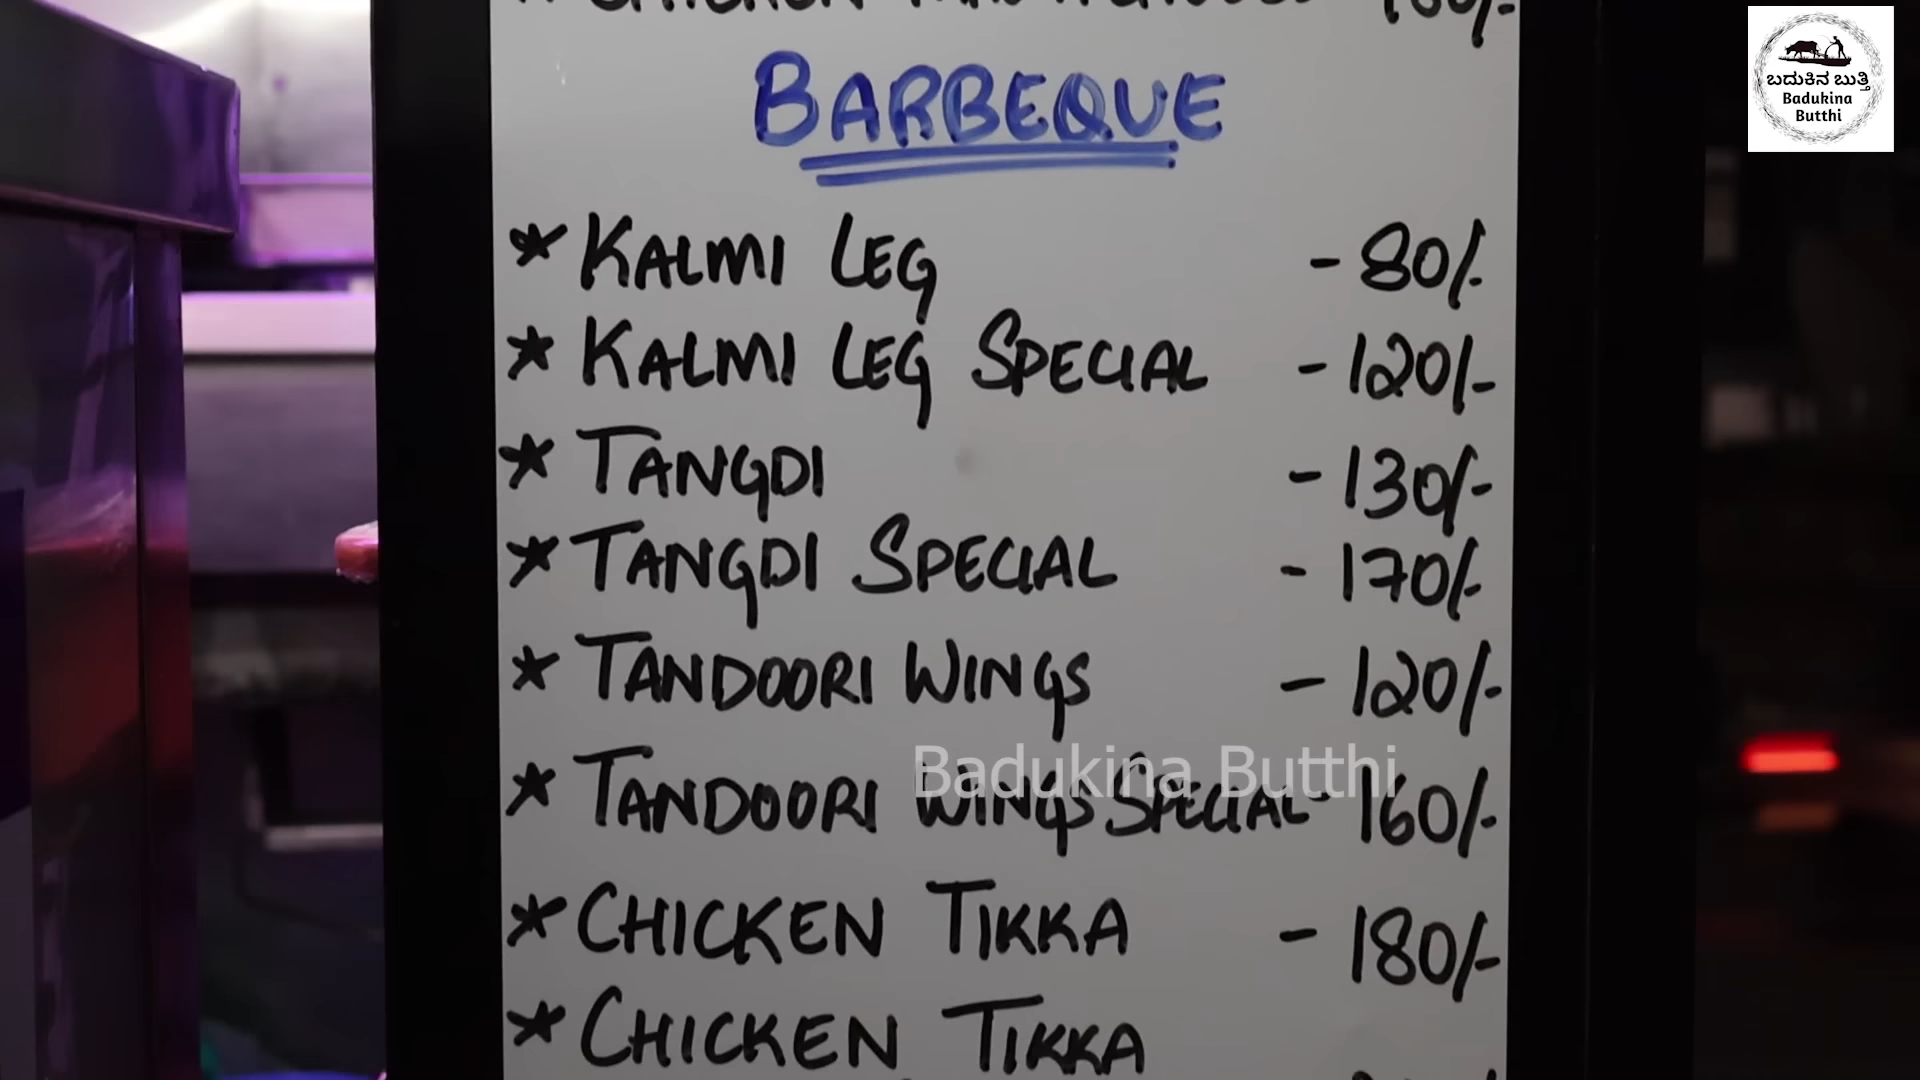 BARBEQUE
* KALMI LEG - 80/-
* KALMI LEG SPECIAL - 120/-
* TANGDI - 130/-
* TANGDI SPECIAL - 170/-
* TANDOORI WINGS - 120/-
* TANDOORI WINGS SPECIAL - 160/-
* CHICKEN TIKKA - 180/-
* CHICKEN TIKKA
ಬದುಕಿನ ಬುತ್ತಿ
Badukina
Butthi
Badukina Butthi